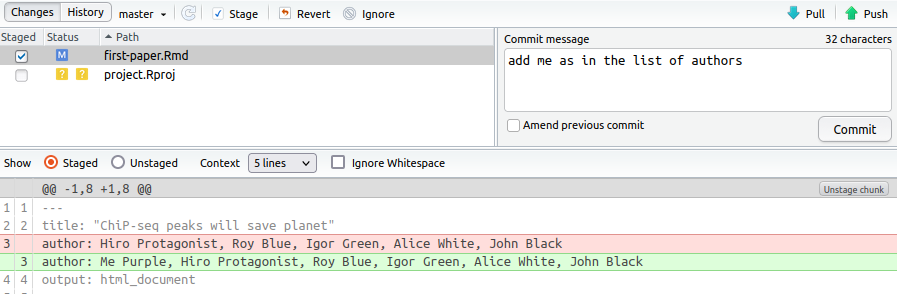 Changes History master Stage Revert Ignore Pull Push
Staged Status Path
M first-paper.Rmd
? ? project.Rproj
Commit message 32 characters
add me as in the list of authors
Amend previous commit Commit
Show Staged Unstaged Context 5 lines Ignore Whitespace
@@ -1,8 +1,8 @@ Unstage chunk
1 1 ---
2 2 title: "ChiP-seq peaks will save planet"
3 author: Hiro Protagonist, Roy Blue, Igor Green, Alice White, John Black
3 author: Me Purple, Hiro Protagonist, Roy Blue, Igor Green, Alice White, John Black
4 4 output: html_document